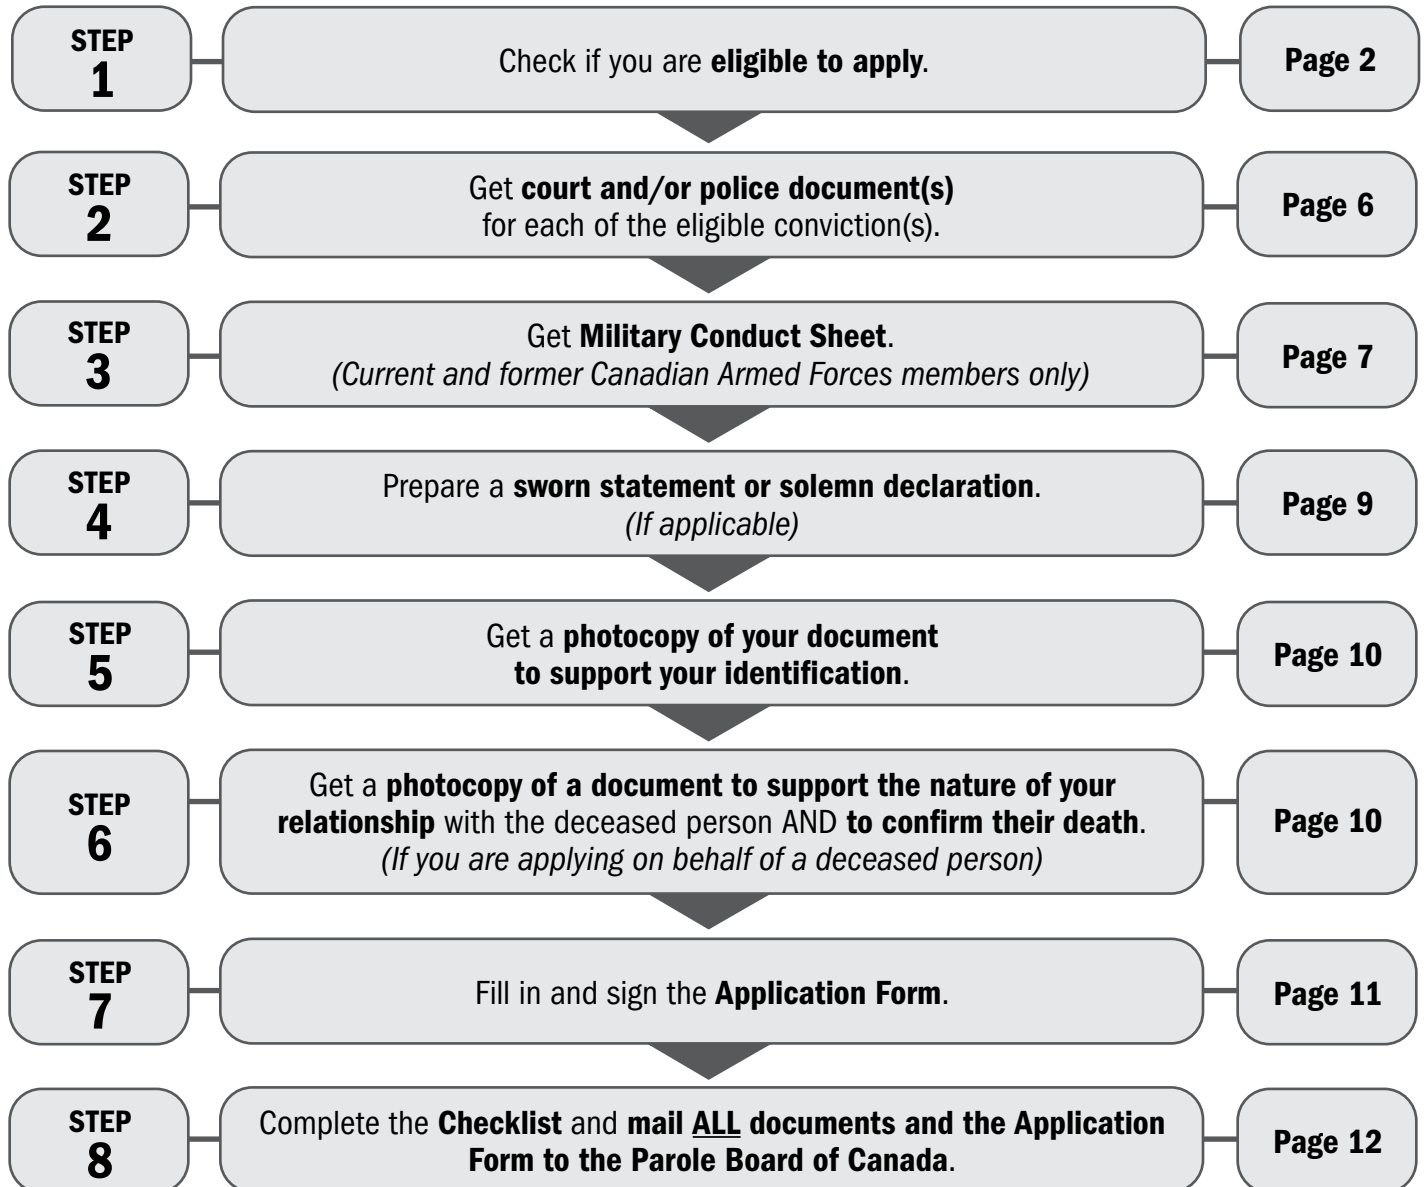 STEP
1
Check if you are eligible to apply.
Page 2
STEP
2
Get court and/or police document(s)
for each of the eligible conviction(s).
Page 6
STEP
3
Get Military Conduct Sheet.
(Current and former Canadian Armed Forces members only)
Page 7
STEP
4
Prepare a sworn statement or solemn declaration.
(If applicable)
Page 9
STEP
5
Get a photocopy of your document
to support your identification.
Page 10
STEP
6
Get a photocopy of a document to support the nature of your
relationship with the deceased person AND to confirm their death.
(If you are applying on behalf of a deceased person)
Page 10
STEP
7
Fill in and sign the Application Form.
Page 11
STEP
8
Complete the Checklist and mail ALL documents and the Application
Form to the Parole Board of Canada.
Page 12